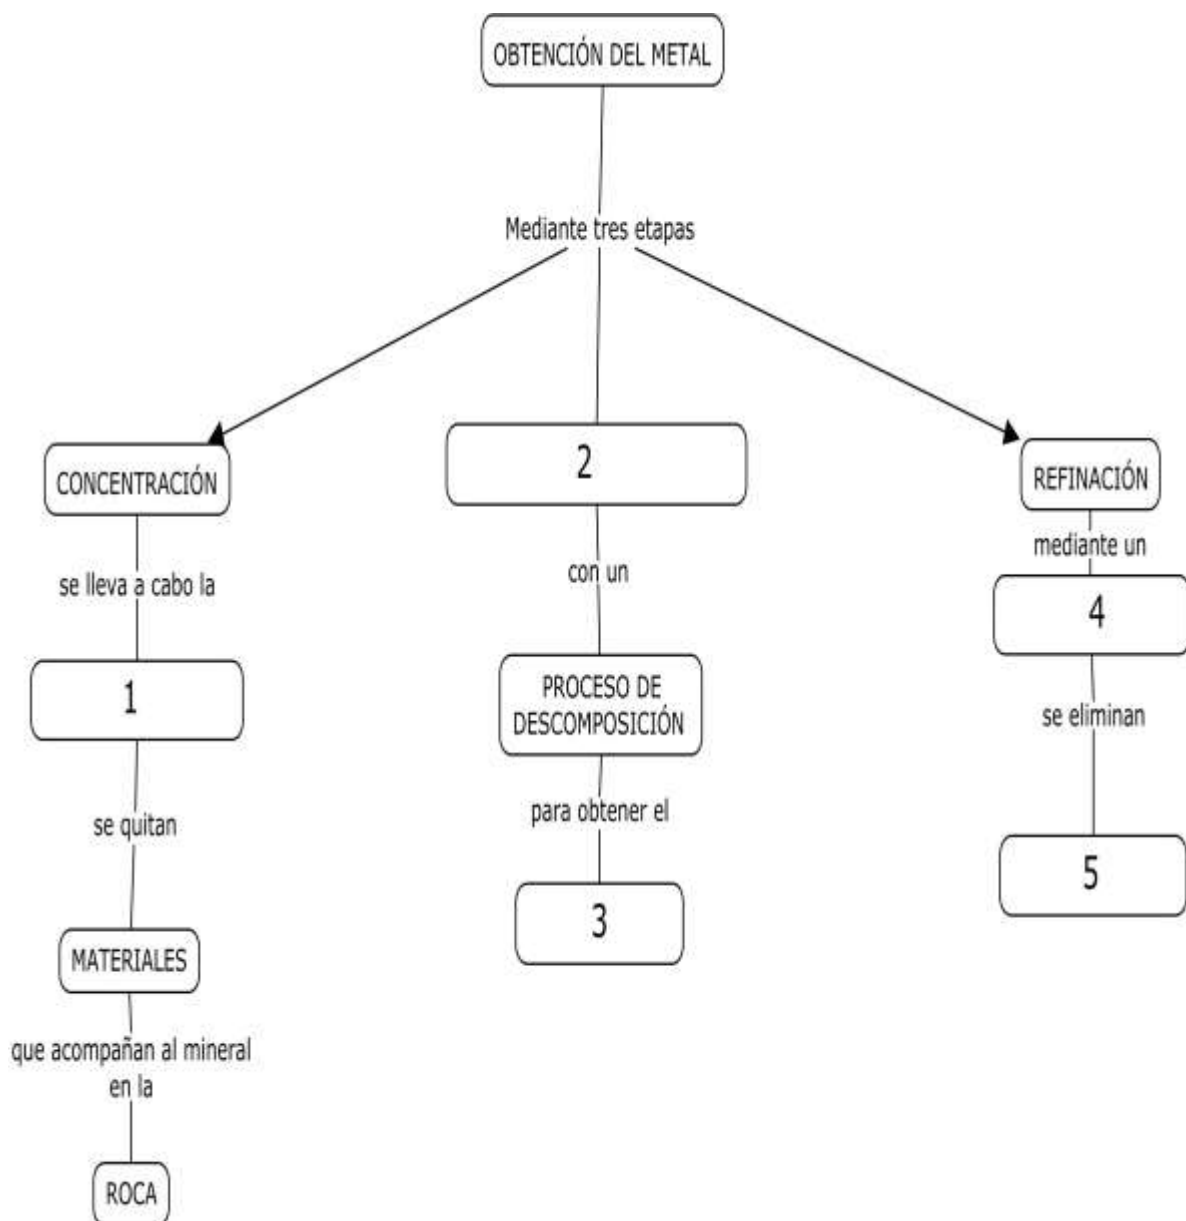 OBTENCIÓN DEL METAL
Mediante tres etapas
CONCENTRACIÓN
se lleva a cabo la
1
se quitan
MATERIALES
que acompañan al mineral
en la
ROCA
2
con un
PROCESO DE
DESCOMPOSICIÓN
para obtener el
3
REFINACIÓN
mediante un
4
se eliminan
5